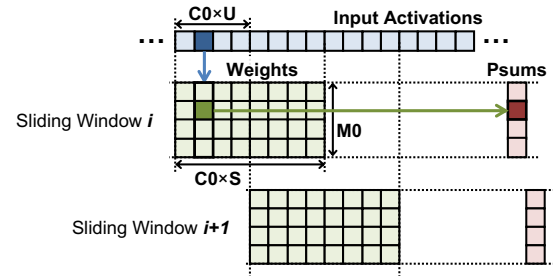 C0×U
Input Activations
... ...
Weights
Psums
Sliding Window i
M0
C0×S
Sliding Window i+1